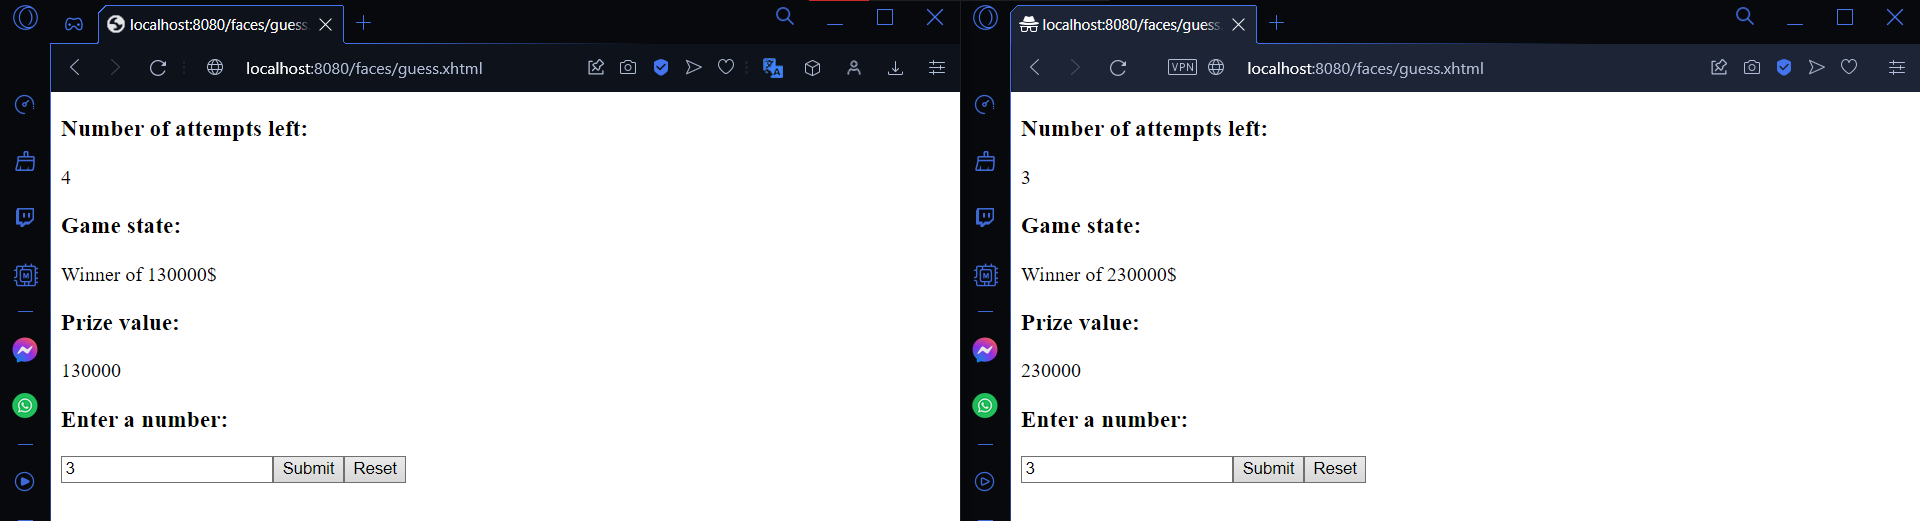 localhost:8080/faces/guess.
localhost:8080/faces/guess.xhtml
Number of attempts left:
4
Game state:
Winner of 130000$
Prize value:
130000
Enter a number:
3 Submit Reset
localhost:8080/faces/guess.
VPN localhost:8080/faces/guess.xhtml
Number of attempts left:
3
Game state:
Winner of 230000$
Prize value:
230000
Enter a number:
3 Submit Reset